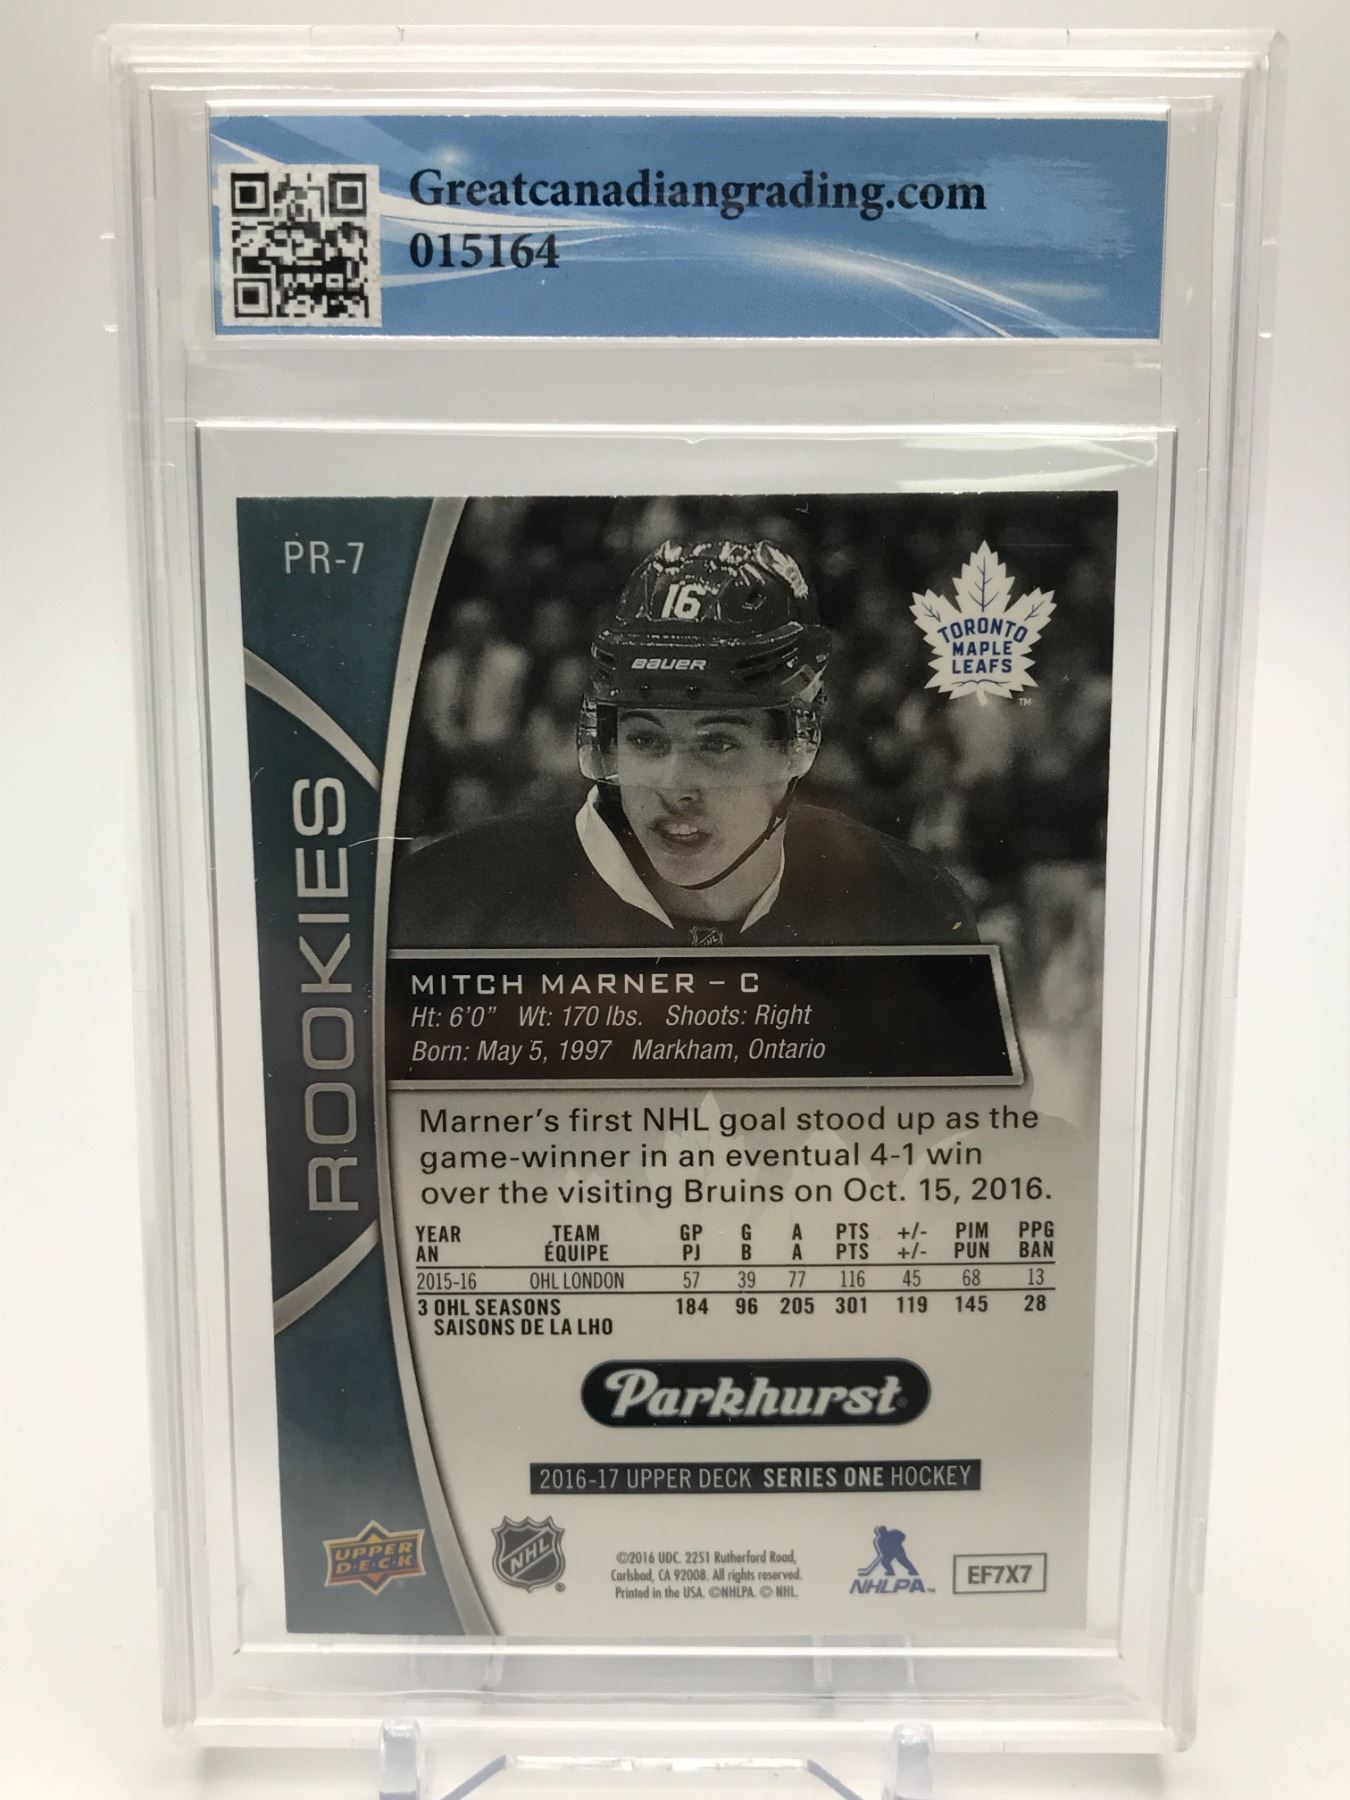 Greatcanadiangrading.com
015164
PR-7
16
BAUER
TORONTO
MAPLE
LEAFS
TM
ROOKIES
NHL
MITCH MARNER – C
Ht: 6'0" Wt: 170 lbs. Shoots: Right
Born: May 5, 1997 Markham, Ontario
Marner's first NHL goal stood up as the
game-winner in an eventual 4-1 win
over the visiting Bruins on Oct. 15, 2016.
YEAR TEAM GP G A PTS +/- PIM PPG
AN ÉQUIPE PJ B A PTS +/- PUN BAN
2015-16 OHL LONDON 57 39 77 116 45 68 13
3 OHL SEASONS 184 96 205 301 119 145 28
SAISONS DE LA LHO
Parkhurst®
2016-17 UPPER DECK SERIES ONE HOCKEY
UPPER
D·E·C·K
NHL®
©2016 UDC. 2251 Rutherford Road,
Carlsbad, CA 92008. All rights reserved.
Printed in the USA. ©NHLPA. © NHL.
NHLPA™
EF7X7